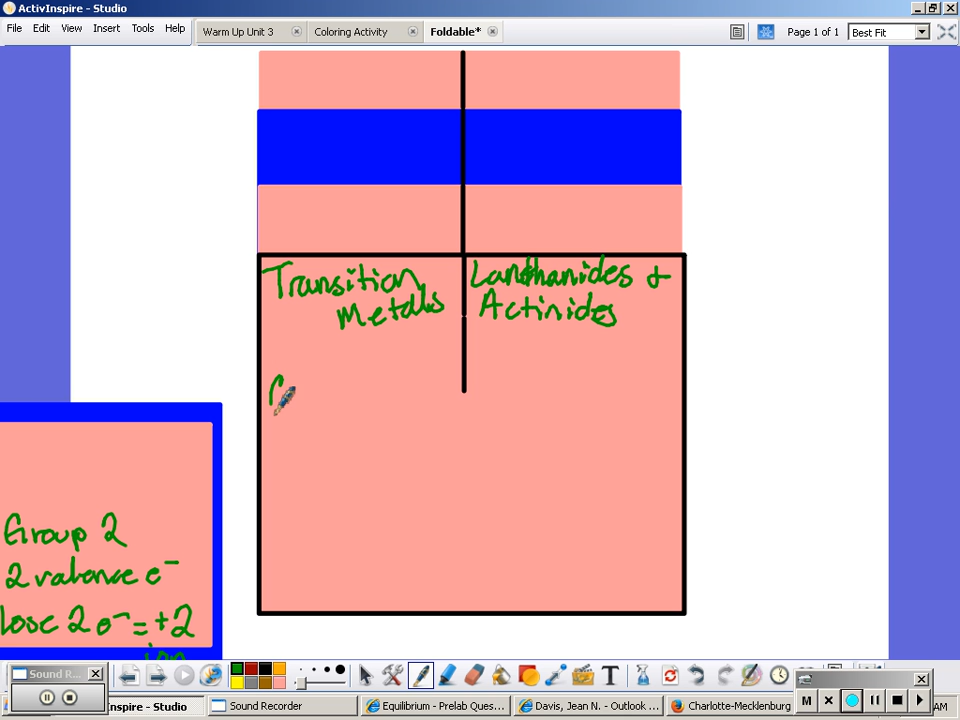 ActivInspire - Studio
File Edit View Insert Tools Help
Warm Up Unit 3
Coloring Activity
Foldable*
Page 1 of 1
Best Fit
Transition
Metals
Lanthanides +
Actinides
Group 2
2 valence e⁻
lose 2 e⁻ = +2
ion
Sound R...
Inspire - Studio
Sound Recorder
Equilibrium - Prelab Ques...
Davis, Jean N. - Outlook ...
Charlotte-Mecklenburg
AM
M